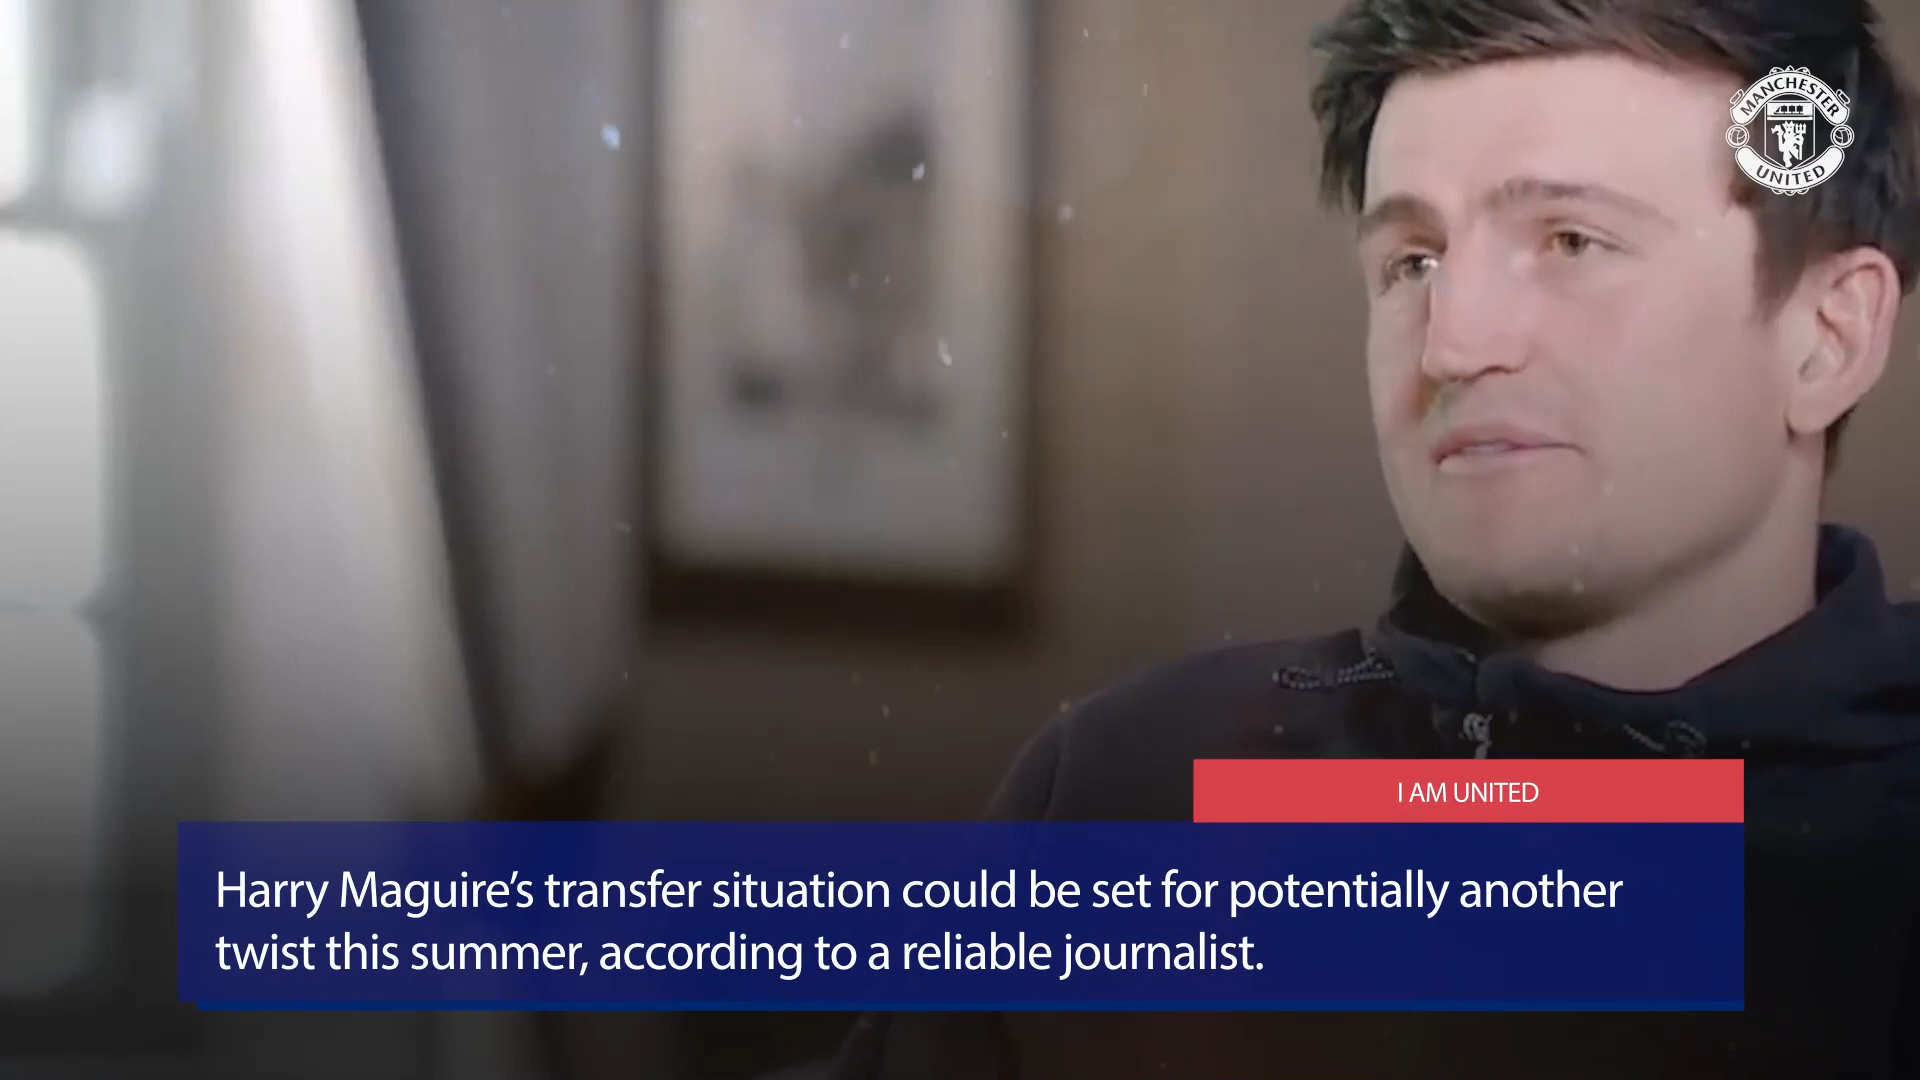 MANCHESTER
UNITED
I AM UNITED
Harry Maguire’s transfer situation could be set for potentially another
twist this summer, according to a reliable journalist.